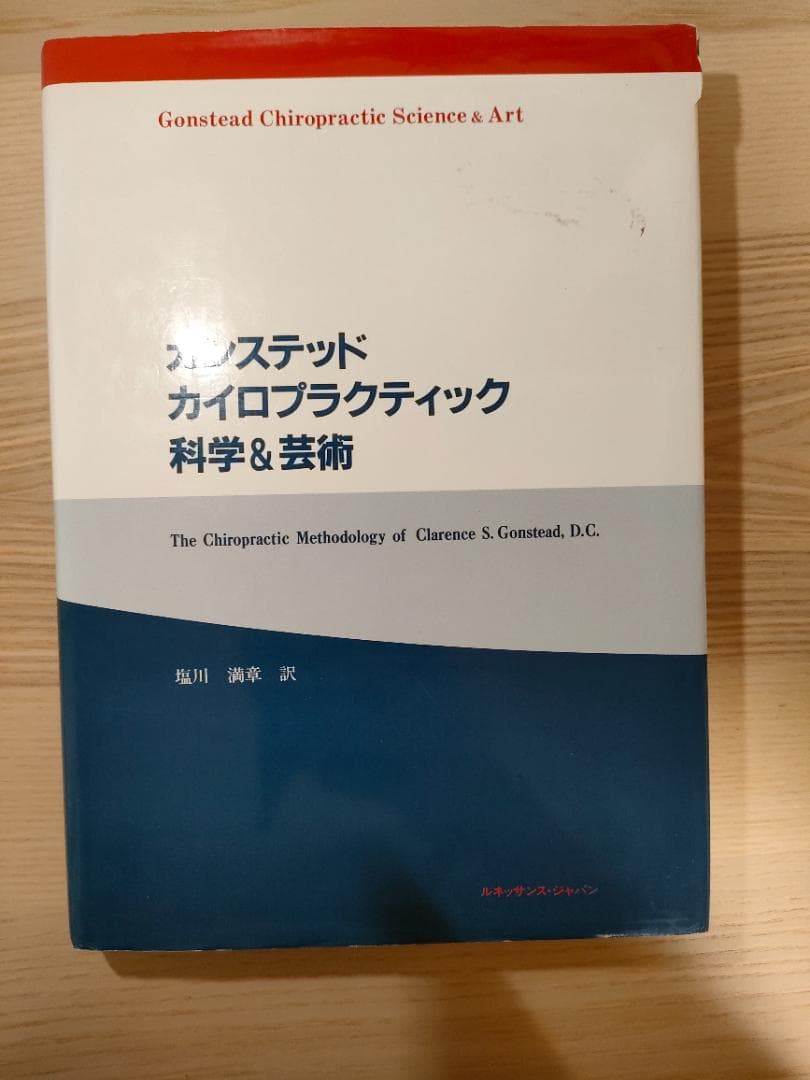 Gonstead Chiropractic Science & Art
ガンステッド
カイロプラクティック
科学&芸術
The Chiropractic Methodology of Clarence S. Gonstead, D.C.
塩川 満章 訳
ルネッサンス・ジャパン